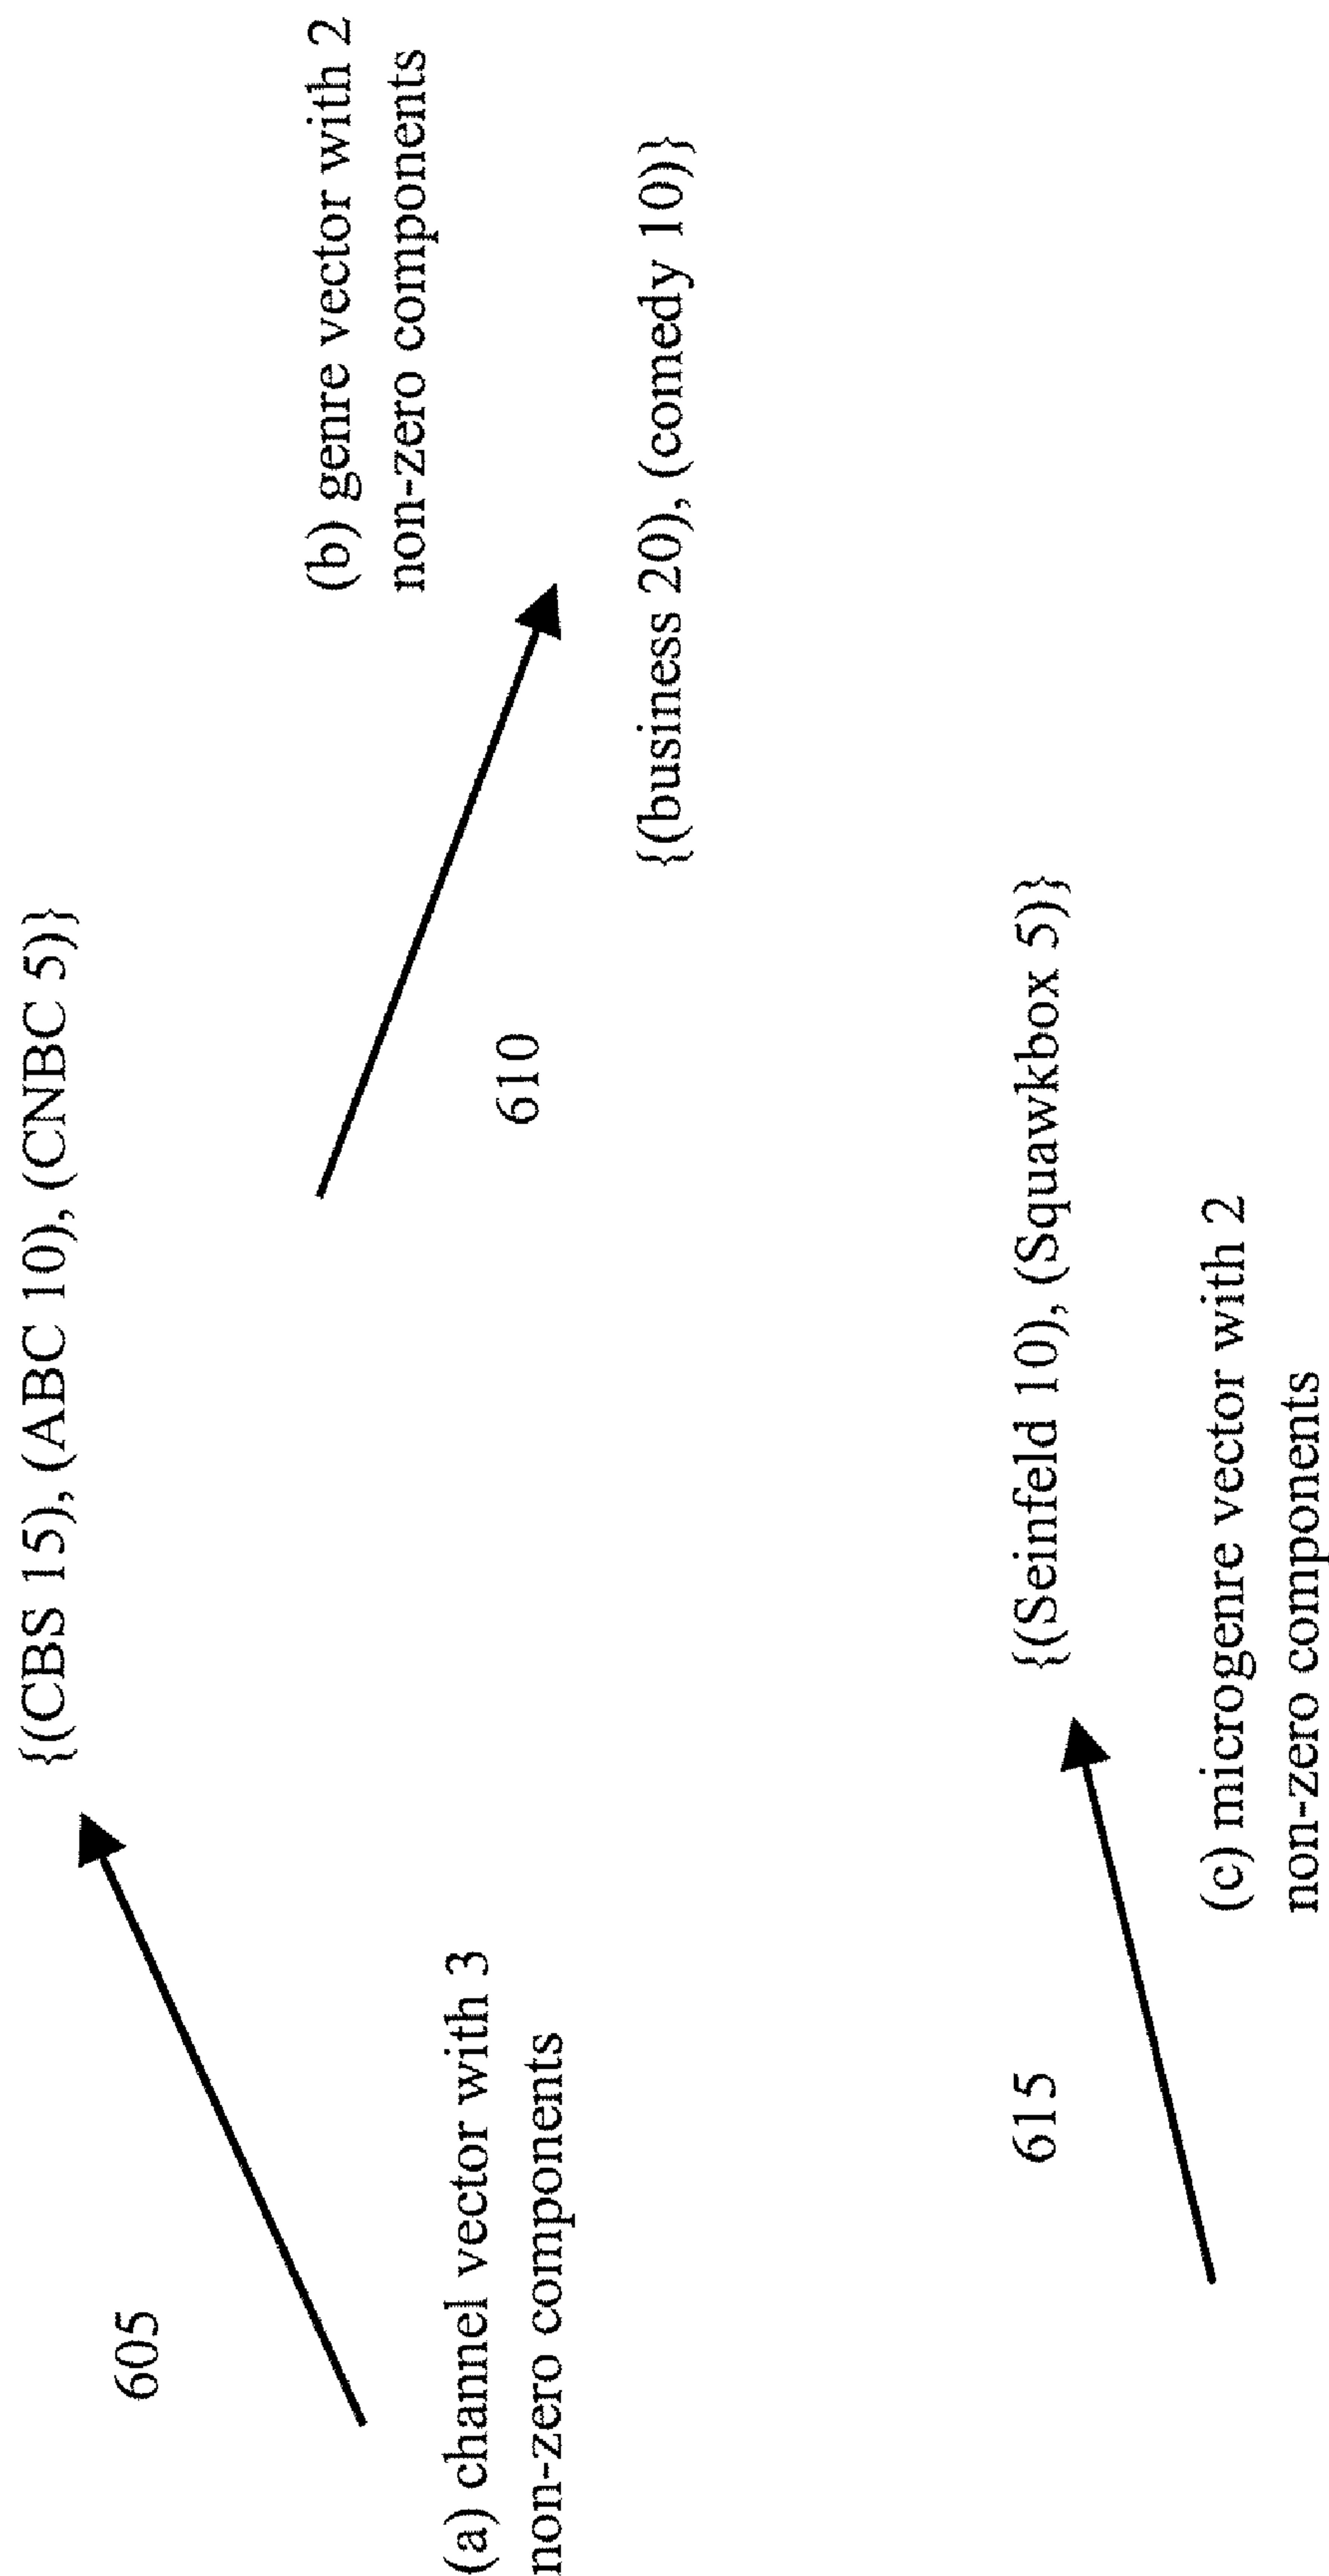 {(CBS 15), (ABC 10), (CNBC 5)}
605
(a) channel vector with 3
non-zero components
(b) genre vector with 2
non-zero components
610
{(business 20), (comedy 10)}
{(Seinfeld 10), (Squawkbox 5)}
615
(c) microgenre vector with 2
non-zero components